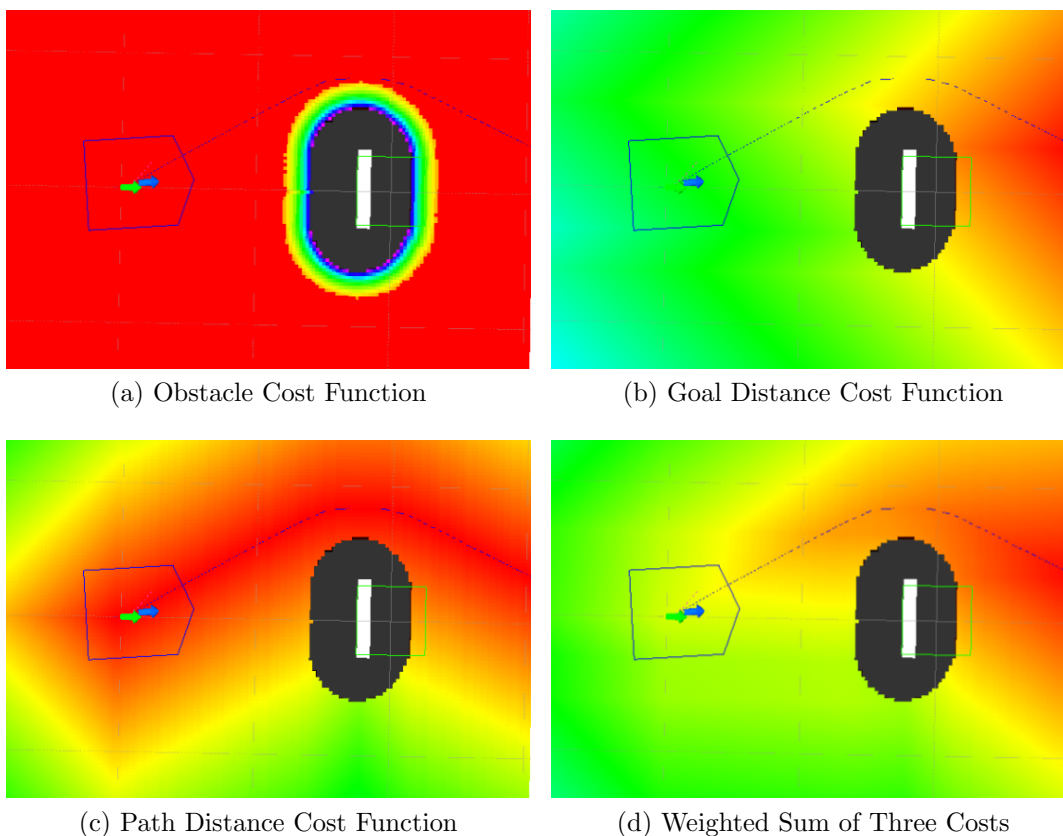 (a) Obstacle Cost Function
(b) Goal Distance Cost Function
(c) Path Distance Cost Function
(d) Weighted Sum of Three Costs